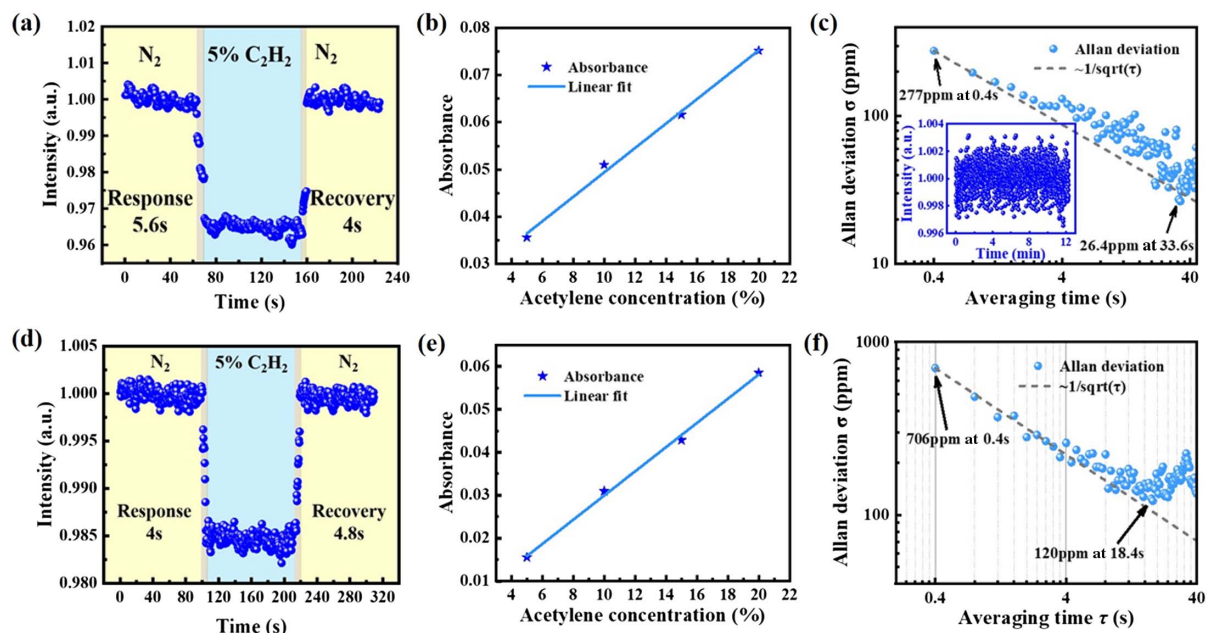 (a)
N₂
5% C₂H₂
N₂
Response
5.6s
Recovery
4s
1.02
1.01
1.00
0.99
0.98
0.97
0.96
Intensity (a.u.)
0 40 80 120 160 200 240
Time (s)
(b)
Absorbance
Linear fit
0.08
0.07
0.06
0.05
0.04
0.03
Absorbance
4 6 8 10 12 14 16 18 20 22
Acetylene concentration (%)
(c)
Allan deviation
~1/sqrt(τ)
277ppm at 0.4s
26.4ppm at 33.6s
100
10
Allan deviation σ (ppm)
0.4 4 40
Averaging time (s)
1.004
1.002
1.000
0.998
0.996
Intensity (a.u.)
0 4 8 12
Time (min)
(d)
N₂
5% C₂H₂
N₂
Response
4s
Recovery
4.8s
1.005
1.000
0.995
0.990
0.985
0.980
Intensity (a.u.)
0 40 80 120 160 200 240 280 320
Time (s)
(e)
Absorbance
Linear fit
0.06
0.05
0.04
0.03
0.02
0.01
Absorbance
4 6 8 10 12 14 16 18 20 22
Acetylene concentration (%)
(f)
Allan deviation
~1/sqrt(τ)
706ppm at 0.4s
120ppm at 18.4s
1000
100
Allan deviation σ (ppm)
0.4 4 40
Averaging time τ (s)